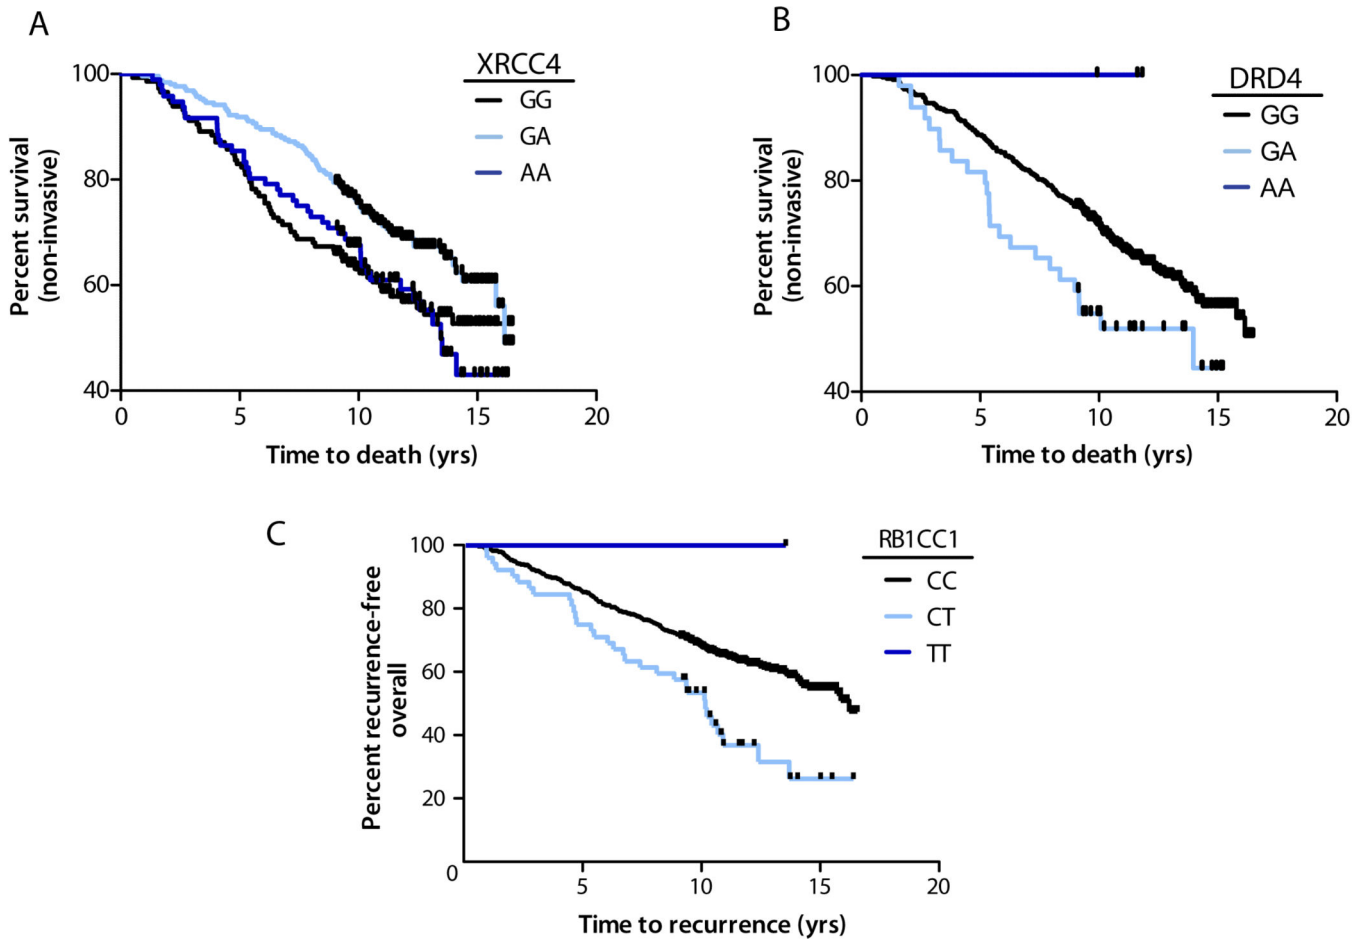 A
XRCC4
GG
GA
AA
Percent survival
(non-invasive)
100
80
60
40
0
5
10
15
20
Time to death (yrs)
B
DRD4
GG
GA
AA
Percent survival
(non-invasive)
100
80
60
40
0
5
10
15
20
Time to death (yrs)
C
RB1CC1
CC
CT
TT
Percent recurrence-free
overall
100
80
60
40
20
0
5
10
15
20
Time to recurrence (yrs)